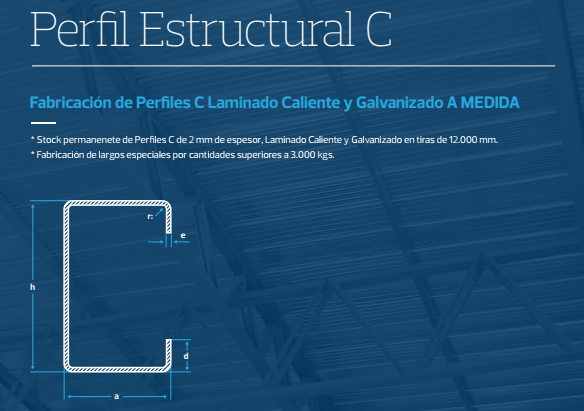 Perfil Estructural C
Fabricación de Perfiles C Laminado Caliente y Galvanizado A MEDIDA
* Stock permanenete de Perfiles C de 2 mm de espesor, Laminado Caliente y Galvanizado en tiras de 12.000 mm.
* Fabricación de largos especiales por cantidades superiores a 3.000 kgs.
r:
e
h
d
a